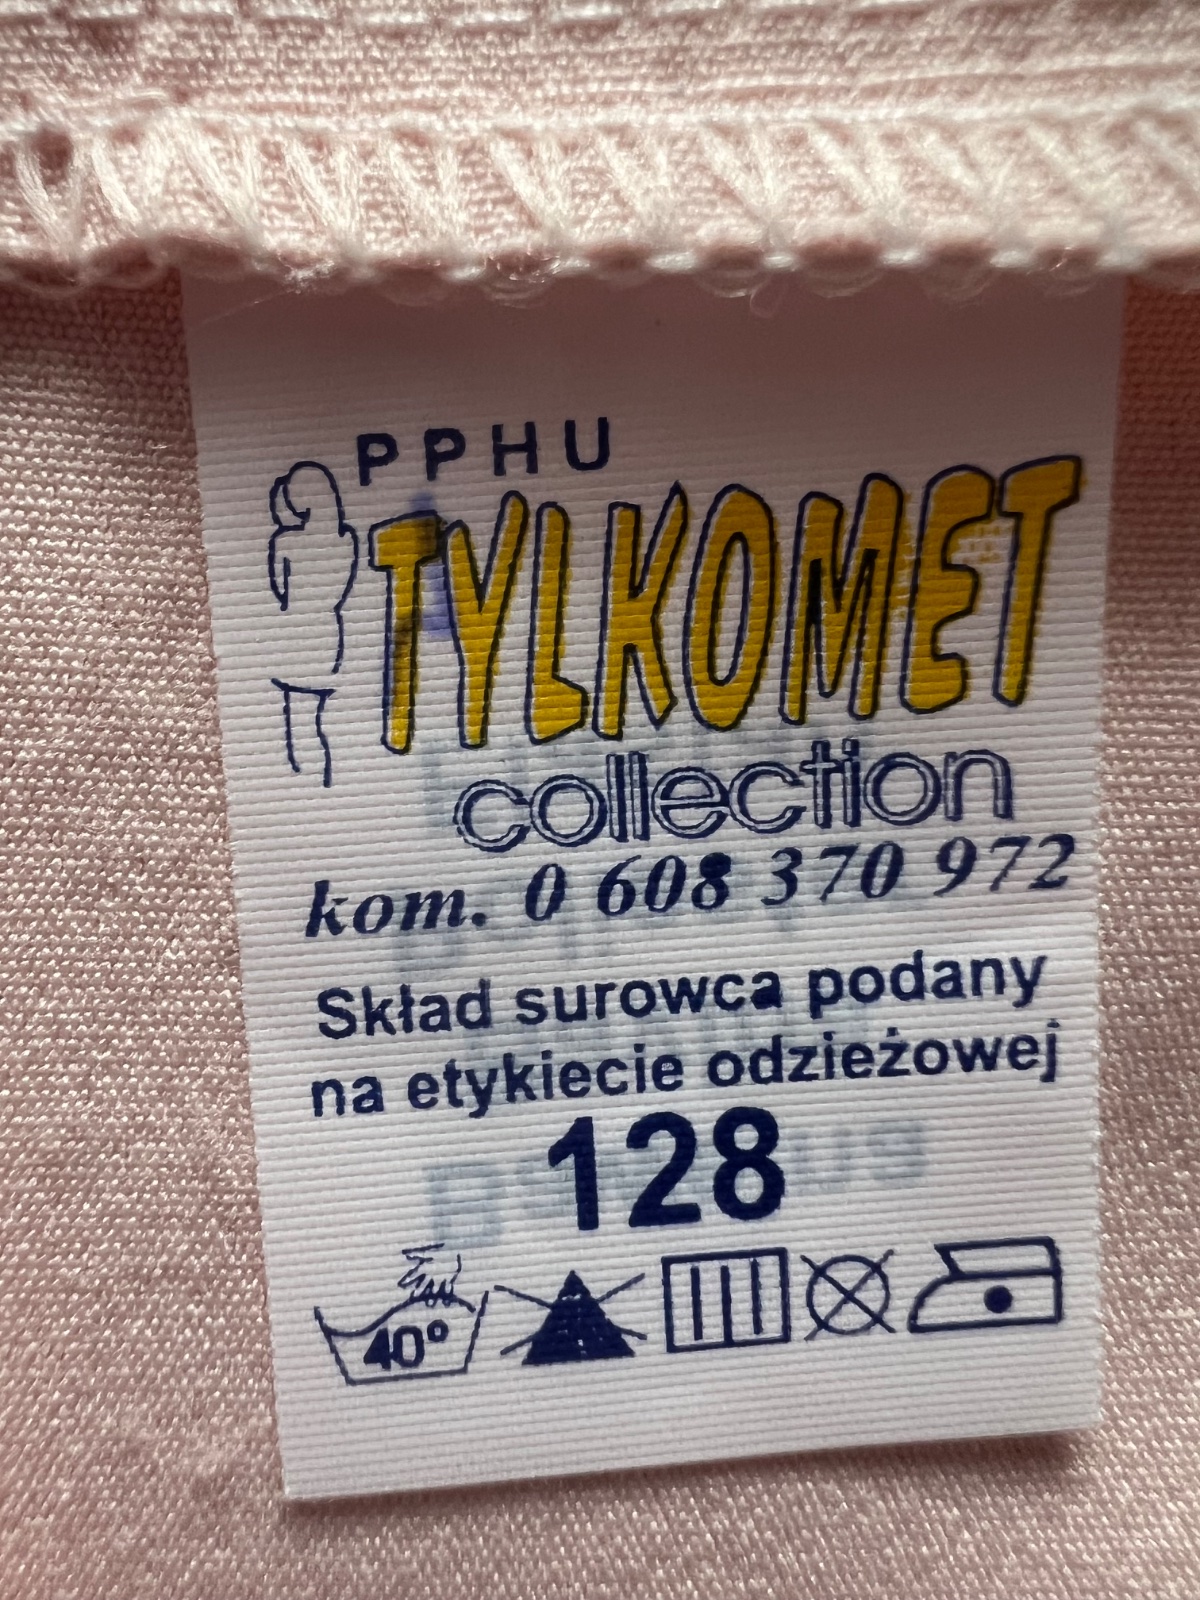 PPHU
TYLKOMET
collection
kom. 0 608 370 972
Skład surowca podany
na etykiecie odzieżowej
128
40°